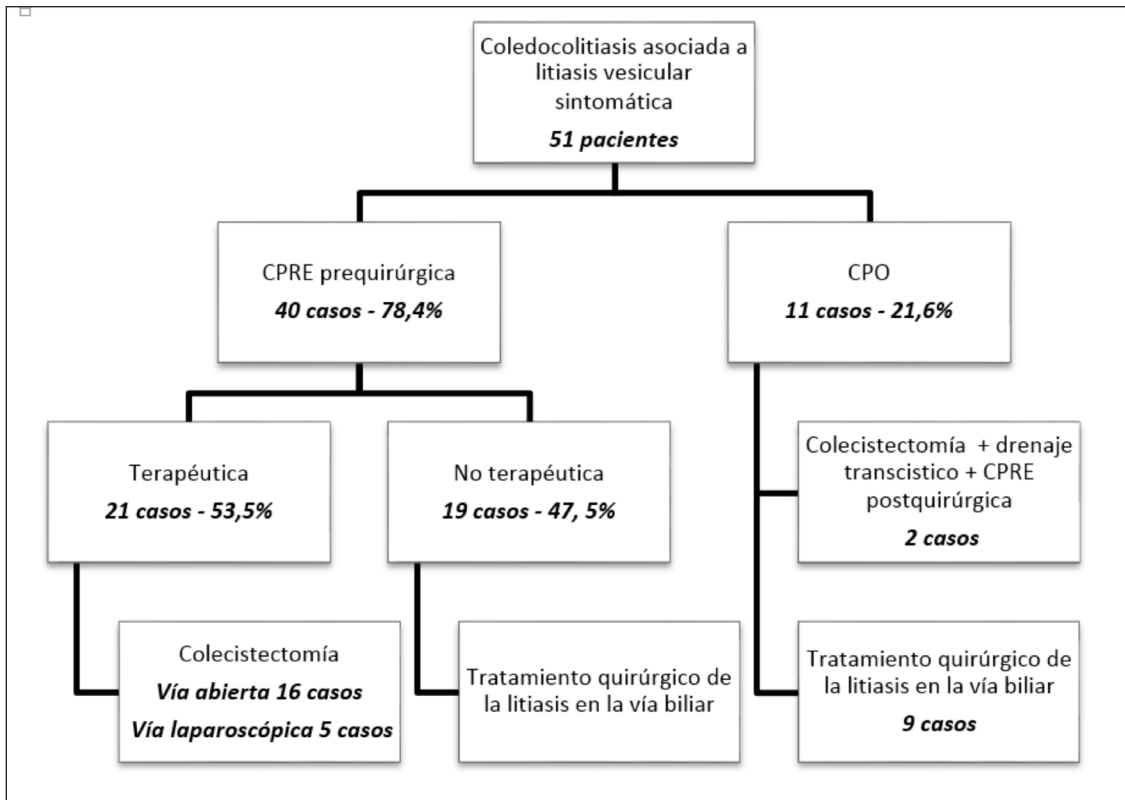 Coledocolitiasis asociada a
litiasis vesicular
sintomática
51 pacientes
CPRE prequirúrgica
40 casos - 78,4%
CPO
11 casos - 21,6%
Terapéutica
21 casos - 53,5%
No terapéutica
19 casos - 47, 5%
Colecistectomía + drenaje
transcistico + CPRE
postquirúrgica
2 casos
Colecistectomía
Vía abierta 16 casos
Vía laparoscópica 5 casos
Tratamiento quirúrgico de
la litiasis en la vía biliar
Tratamiento quirúrgico de
la litiasis en la vía biliar
9 casos